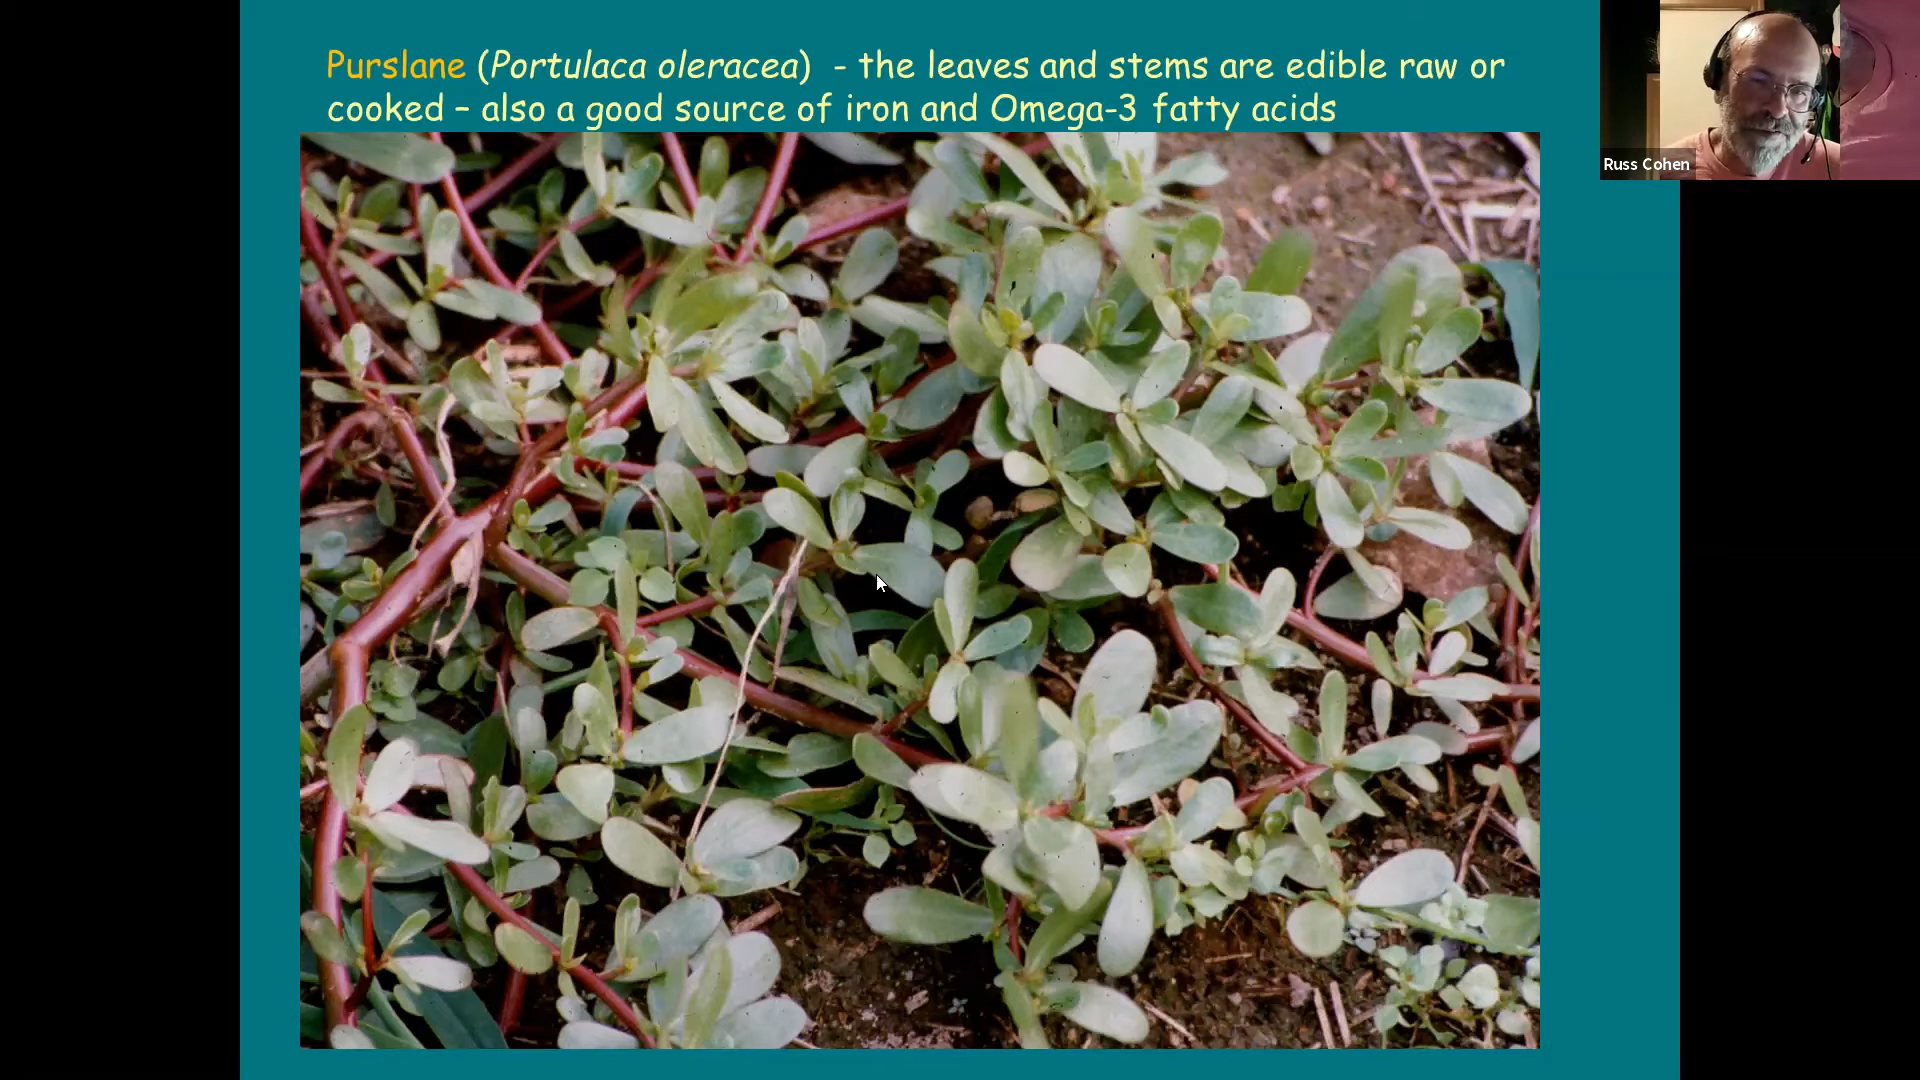 Purslane (Portulaca oleracea) - the leaves and stems are edible raw or
cooked – also a good source of iron and Omega-3 fatty acids
Russ Cohen